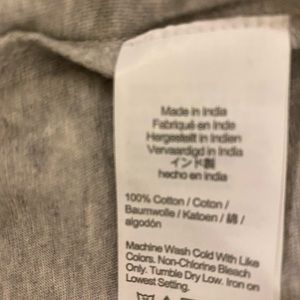 Made in India
Fabriqué en Inde
Hergestellt in Indien
Vervaardigd in India
インド製
hecho en india
100% Cotton / Coton /
Baumwolle / Katoen / 綿 /
algodón
Machine Wash Cold With Like
Colors. Non-Chlorine Bleach
Only. Tumble Dry Low. Iron on
Lowest Setting.